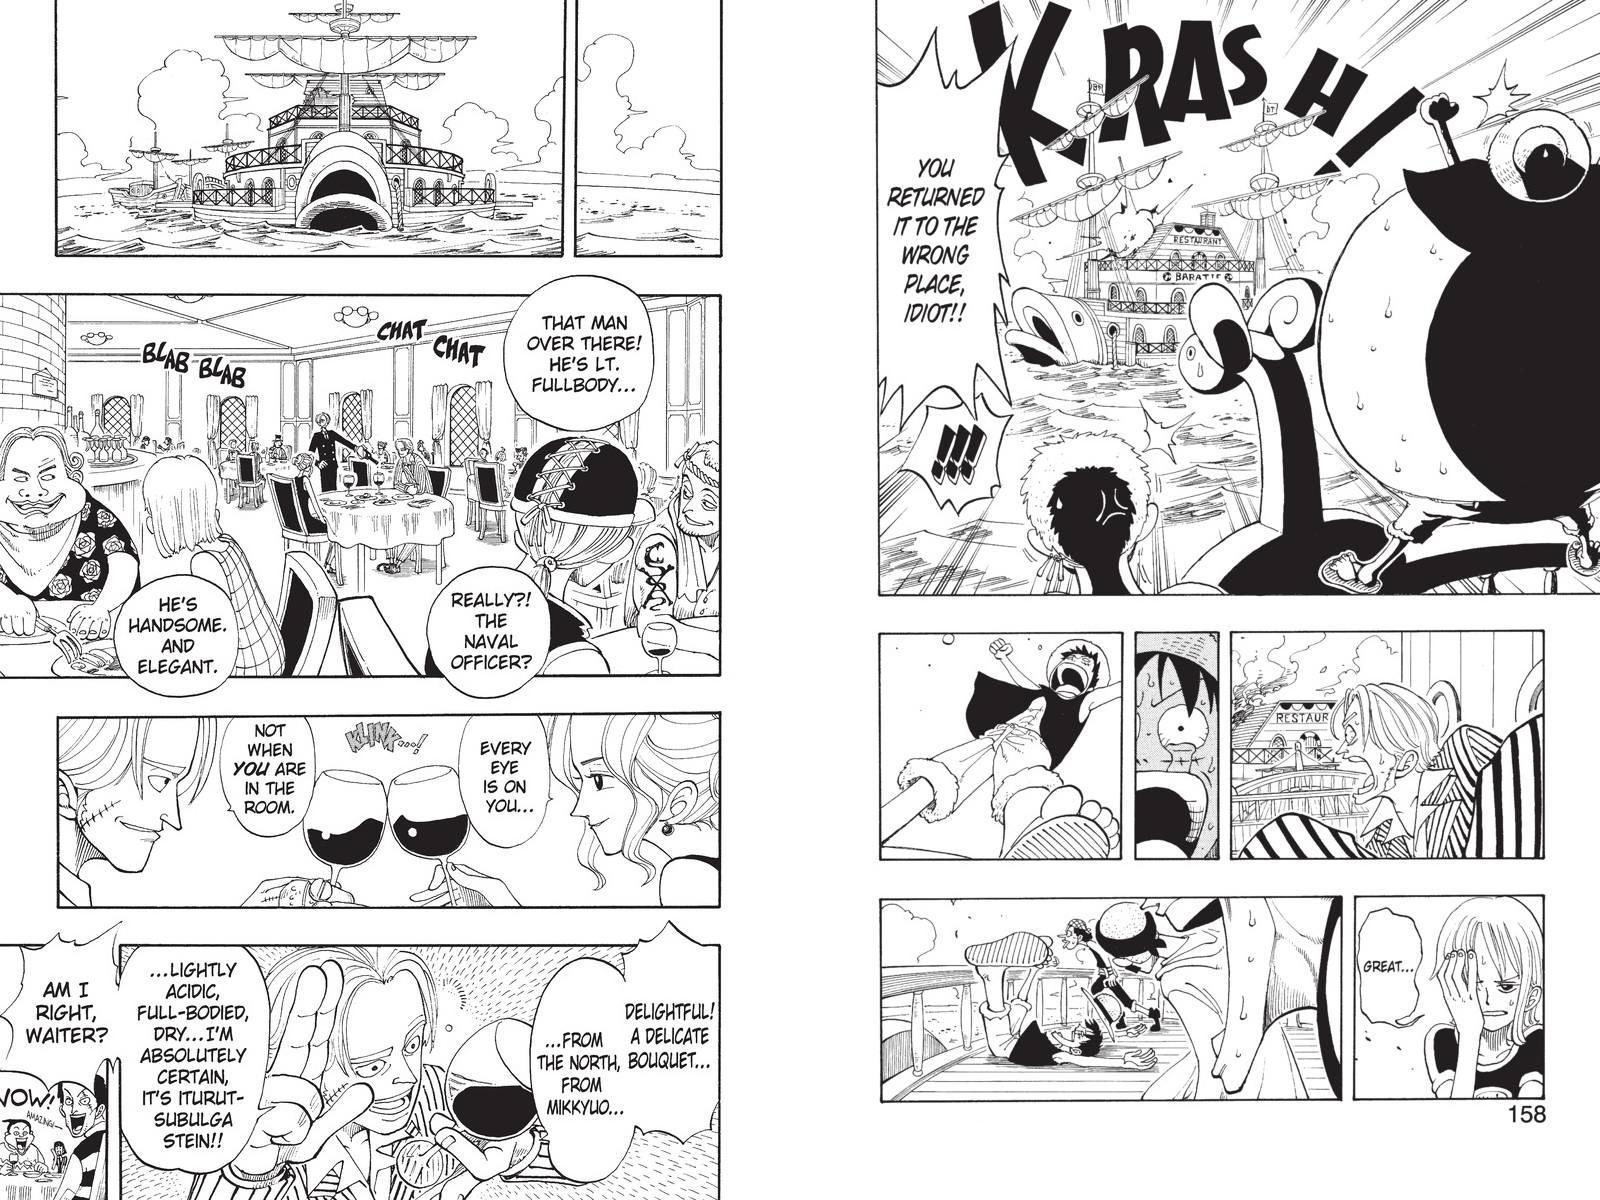 KRASH!
JBR
DT
YOU
RETURNED
IT TO THE
WRONG
PLACE,
IDIOT!!
RESTAURANT
BARATIE
!!!
RESTAUR
GREAT...
158
THAT MAN
OVER THERE!
HE'S LT.
FULLBODY...
CHAT
CHAT
BLAB BLAB
REALLY?!
THE
NAVAL
OFFICER?
HE'S
HANDSOME.
AND
ELEGANT.
EVERY
EYE
IS ON
YOU...
KLINK...!
NOT
WHEN
YOU ARE
IN THE
ROOM.
DELIGHTFUL!
A DELICATE
BOUQUET...
...FROM
THE NORTH,
FROM
MIKKYUO...
...LIGHTLY
ACIDIC,
FULL-BODIED,
DRY...I'M
ABSOLUTELY
CERTAIN,
IT'S ITURUT-
SUBULGA
STEIN!!
AM I
RIGHT,
WAITER?
WOW!
AMAZING—